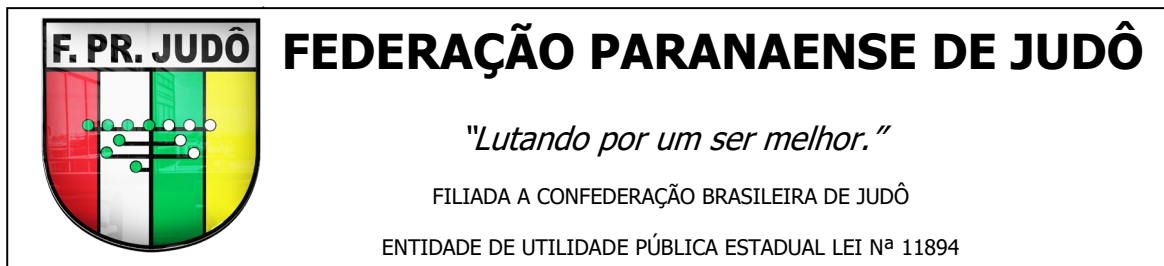 F. PR. JUDÔ
FEDERAÇÃO PARANAENSE DE JUDÔ
“Lutando por um ser melhor.”
FILIADA A CONFEDERAÇÃO BRASILEIRA DE JUDÔ
ENTIDADE DE UTILIDADE PÚBLICA ESTADUAL LEI Nª 11894